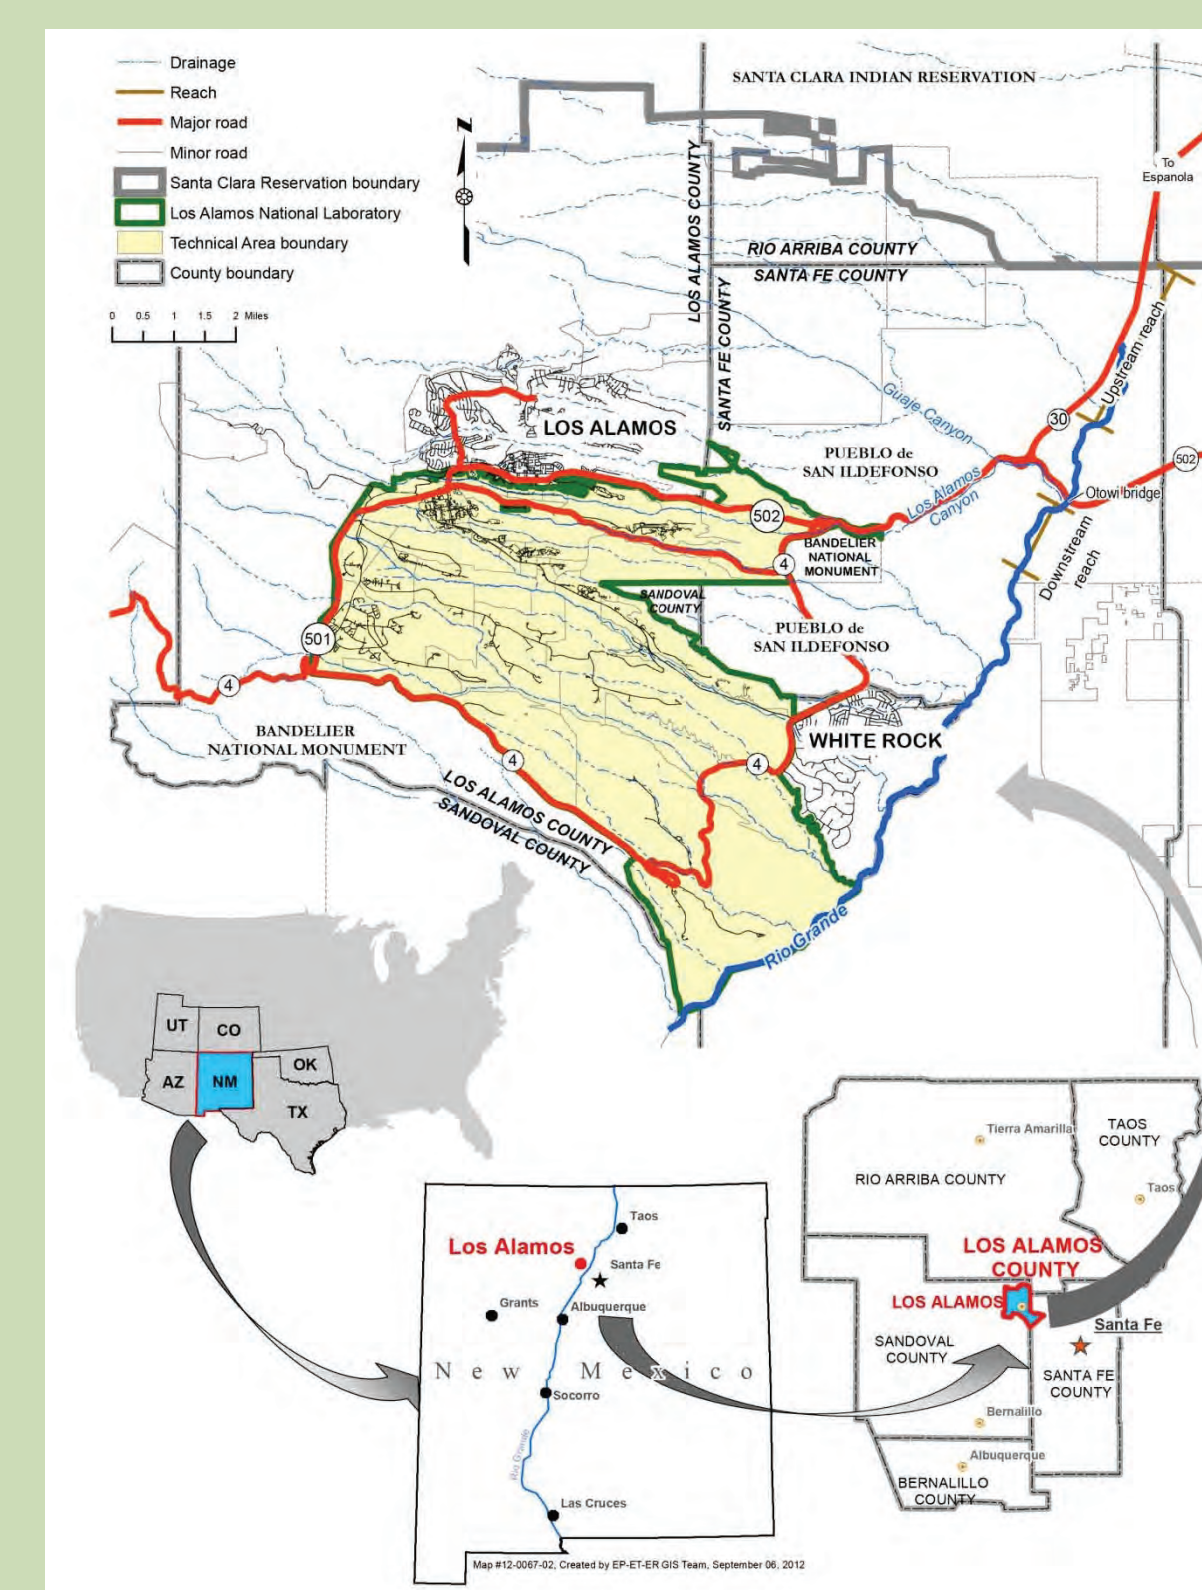 Drainage
Reach
Major road
Minor road
Santa Clara Reservation boundary
Los Alamos National Laboratory
Technical Area boundary
County boundary
0 0.5 1 1.5 2 Miles
N
SANTA CLARA INDIAN RESERVATION
To
Espanola
LOS ALAMOS COUNTY
SANTA FE COUNTY
RIO ARRIBA COUNTY
SANTA FE COUNTY
Upstream reach
Guaje Canyon
30
LOS ALAMOS
PUEBLO de
SAN ILDEFONSO
502
Los Alamos
Canyon
Otowi bridge
502
BANDELIER
NATIONAL
MONUMENT
4
Downstream
reach
SANDOVAL
COUNTY
PUEBLO de
SAN ILDEFONSO
501
4
BANDELIER
NATIONAL MONUMENT
WHITE ROCK
4
4
LOS ALAMOS COUNTY
SANDOVAL COUNTY
Rio Grande
UT
CO
AZ
NM
OK
TX
Taos
Los Alamos
Santa Fe
Grants
Albuquerque
New Mexico
Socorro
Rio Grande
Las Cruces
Map #12-0067-02, Created by EP-ET-ER GIS Team, September 06, 2012
Tierra Amarilla
TAOS
COUNTY
RIO ARRIBA COUNTY
Taos
LOS ALAMOS
COUNTY
LOS ALAMOS
Santa Fe
SANDOVAL
COUNTY
SANTA FE
COUNTY
Bernalillo
Albuquerque
BERNALILLO
COUNTY